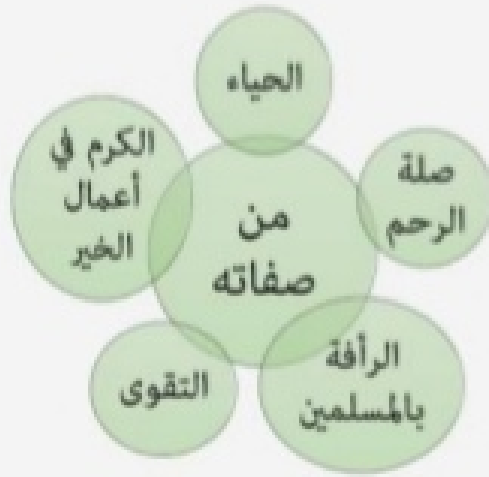 الحياء
صلة
الرحم
الكرم في
أعمال
الخير
من
صفاته
الرأفة
بالمسلمين
التقوى